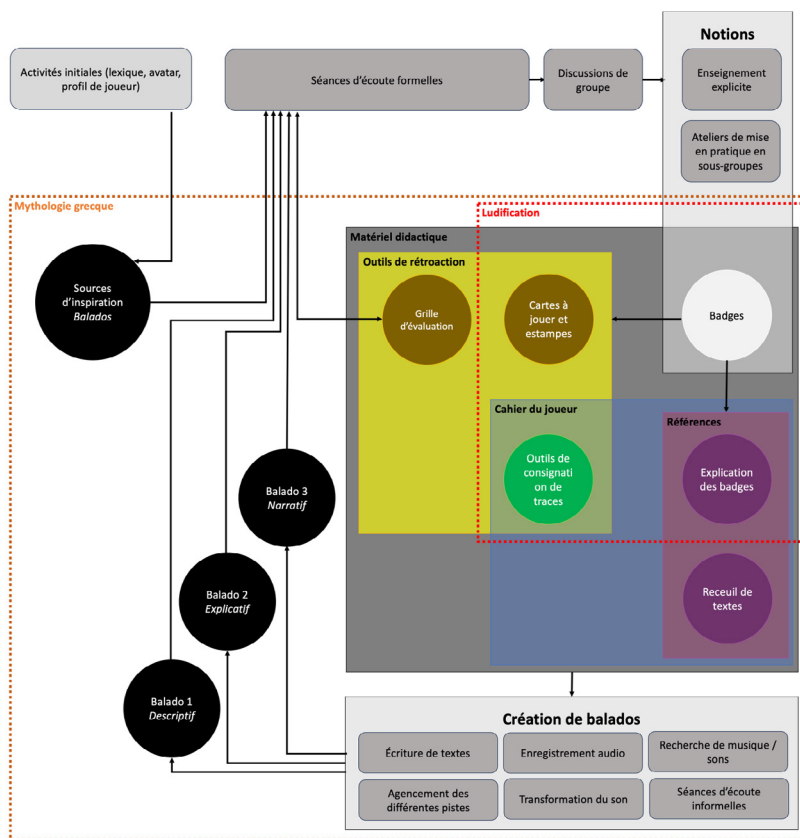 Notions
Activités initiales (lexique, avatar,
profil de joueur)
Séances d'écoute formelles
Discussions de
groupe
Enseignement
explicite
Ateliers de mise
en pratique en
sous-groupes
Mythologie grecque
Ludification
Matériel didactique
Outils de rétroaction
Sources
d'inspiration
Balados
Grille
d'évaluation
Cartes à
jouer et
estampes
Badges
Cahier du joueur
Références
Outils de
consignati
on de
traces
Explication
des badges
Balado 3
Narratif
Balado 2
Explicatif
Receuil de
textes
Balado 1
Descriptif
Création de balados
Écriture de textes
Enregistrement audio
Recherche de musique /
sons
Agencement des
différentes pistes
Transformation du son
Séances d'écoute
informelles